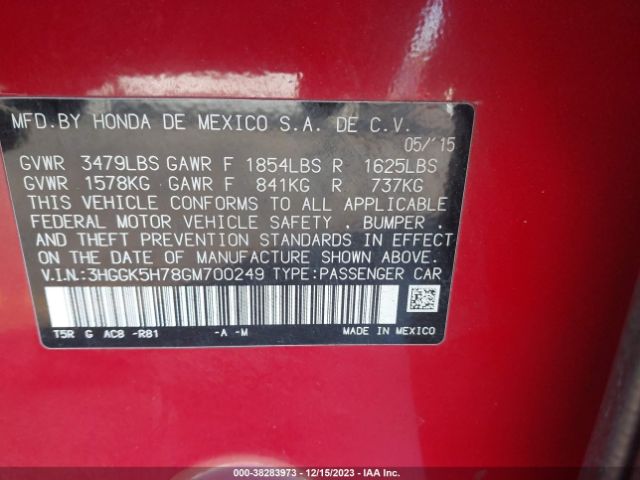 MFD.BY HONDA DE MEXICO S.A. DE C.V.
05/'15
GVWR 3479LBS GAWR F 1854LBS R 1625LBS
GVWR 1578KG GAWR F 841KG R 737KG
THIS VEHICLE CONFORMS TO ALL APPLICABLE
FEDERAL MOTOR VEHICLE SAFETY , BUMPER ,
AND THEFT PREVENTION STANDARDS IN EFFECT
ON THE DATE OF MANUFACTURE SHOWN ABOVE.
V.I.N.:3HGGK5H78GM700249 TYPE:PASSENGER CAR
T5R G AC8 -R81 -A -M MADE IN MEXICO
000-38283973 - 12/15/2023 - IAA Inc.